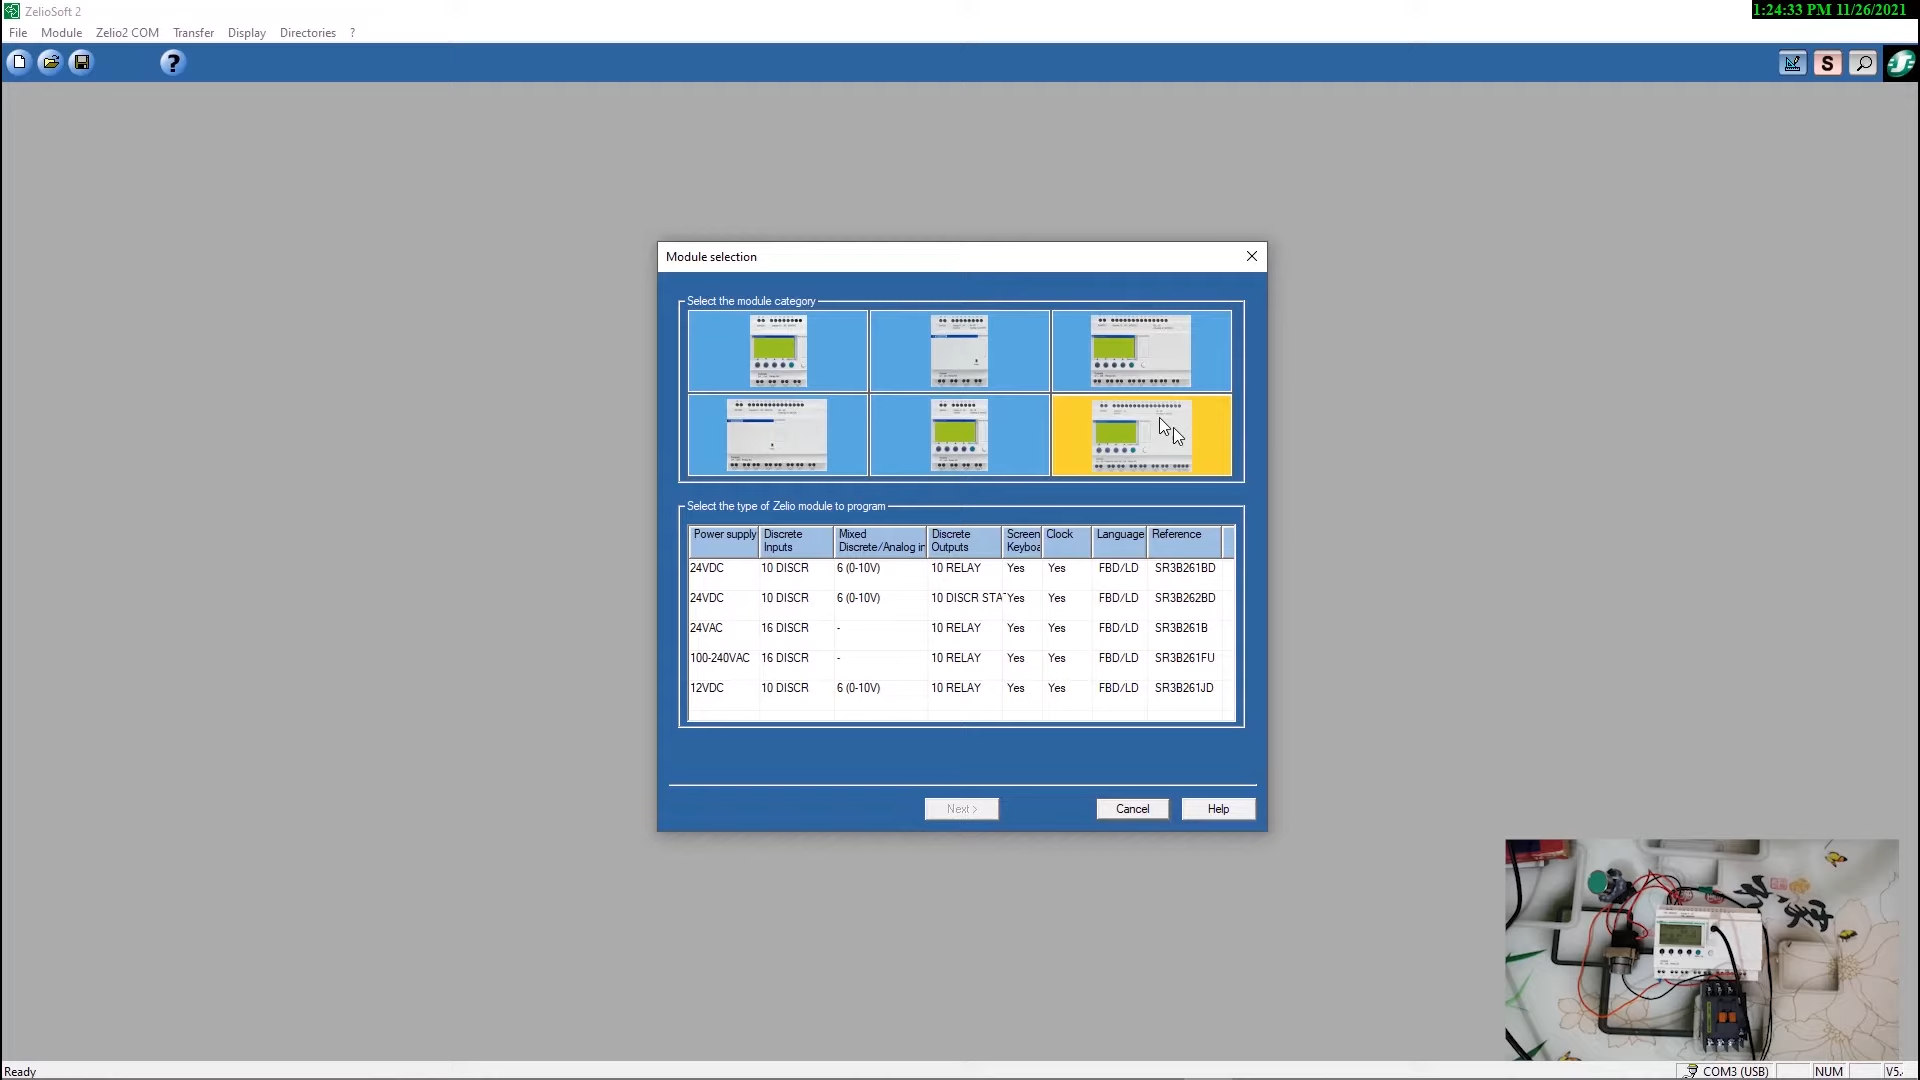 ZelioSoft 2
1:24:33 PM 11/26/2021
File Module Zelio2 COM Transfer Display Directories ?
?
S
Module selection
Select the module category
Select the type of Zelio module to program
Power supply Discrete Inputs Mixed Discrete/Analog in Discrete Outputs Screen Keyboa Clock Language Reference
24VDC 10 DISCR 6 (0-10V) 10 RELAY Yes Yes FBD/LD SR3B261BD
24VDC 10 DISCR 6 (0-10V) 10 DISCR STA Yes Yes FBD/LD SR3B262BD
24VAC 16 DISCR - 10 RELAY Yes Yes FBD/LD SR3B261B
100-240VAC 16 DISCR - 10 RELAY Yes Yes FBD/LD SR3B261FU
12VDC 10 DISCR 6 (0-10V) 10 RELAY Yes Yes FBD/LD SR3B261JD
Next >
Cancel
Help
Ready
COM3 (USB)
NUM
V5.